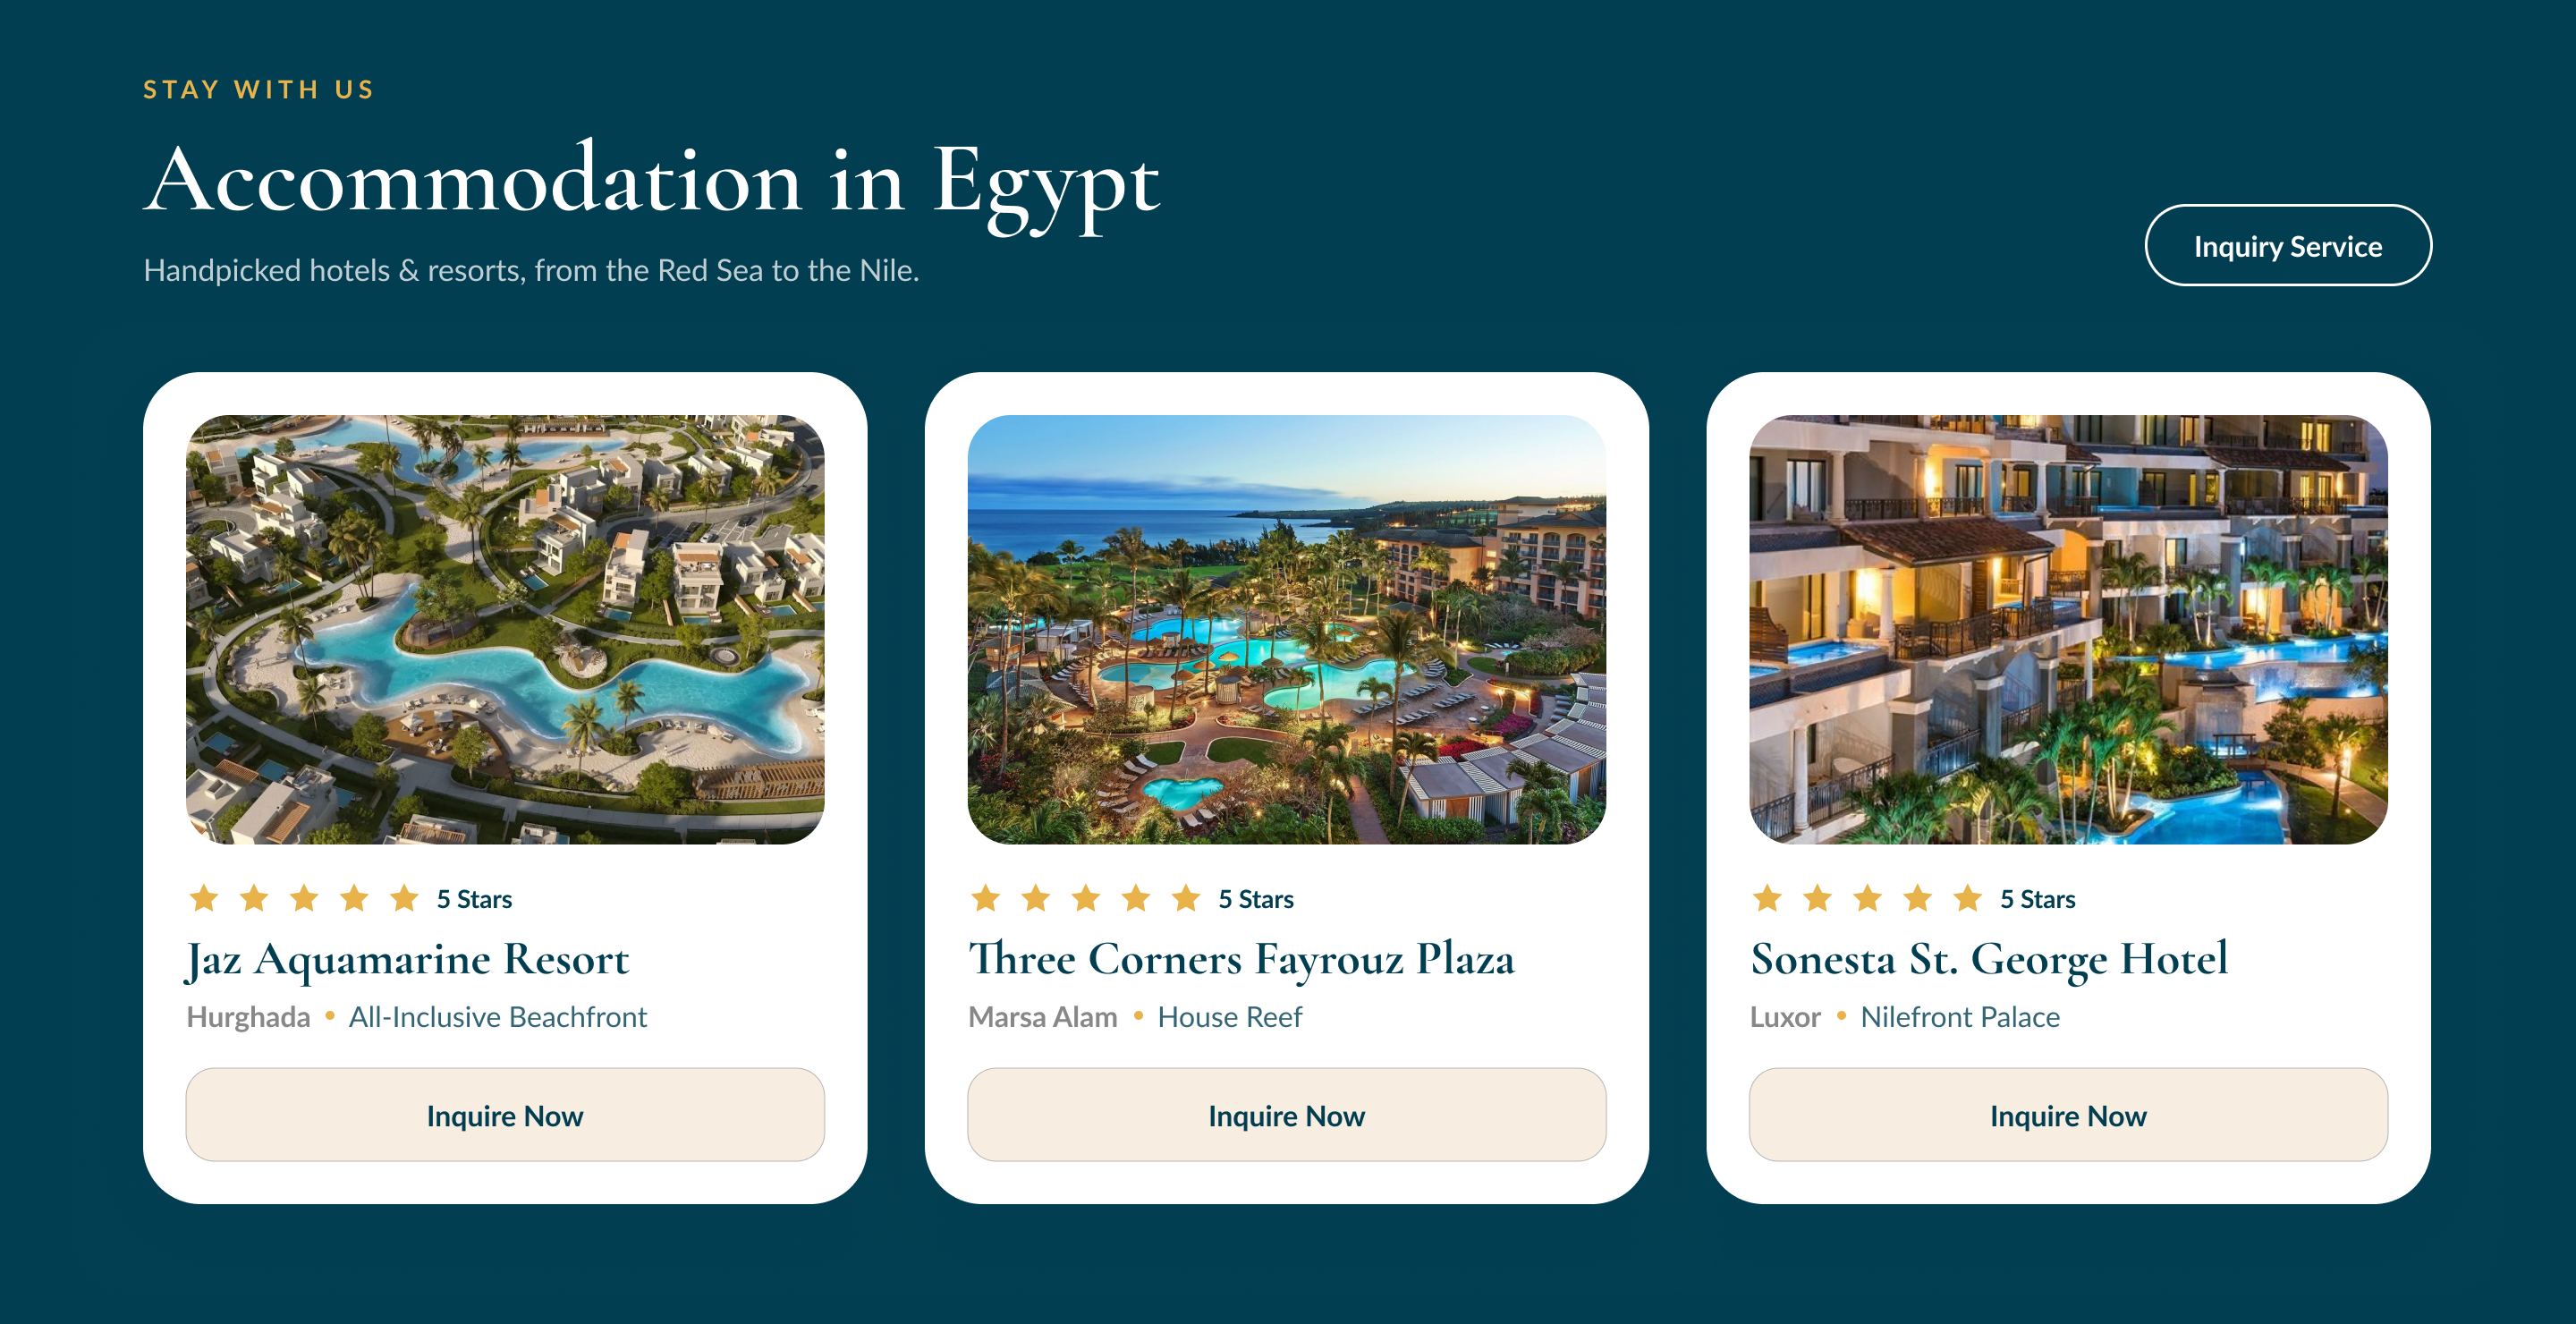 STAY WITH US
Accommodation in Egypt
Handpicked hotels & resorts, from the Red Sea to the Nile.
Inquiry Service
5 Stars
Jaz Aquamarine Resort
Hurghada • All-Inclusive Beachfront
Inquire Now
5 Stars
Three Corners Fayrouz Plaza
Marsa Alam • House Reef
Inquire Now
5 Stars
Sonesta St. George Hotel
Luxor • Nilefront Palace
Inquire Now